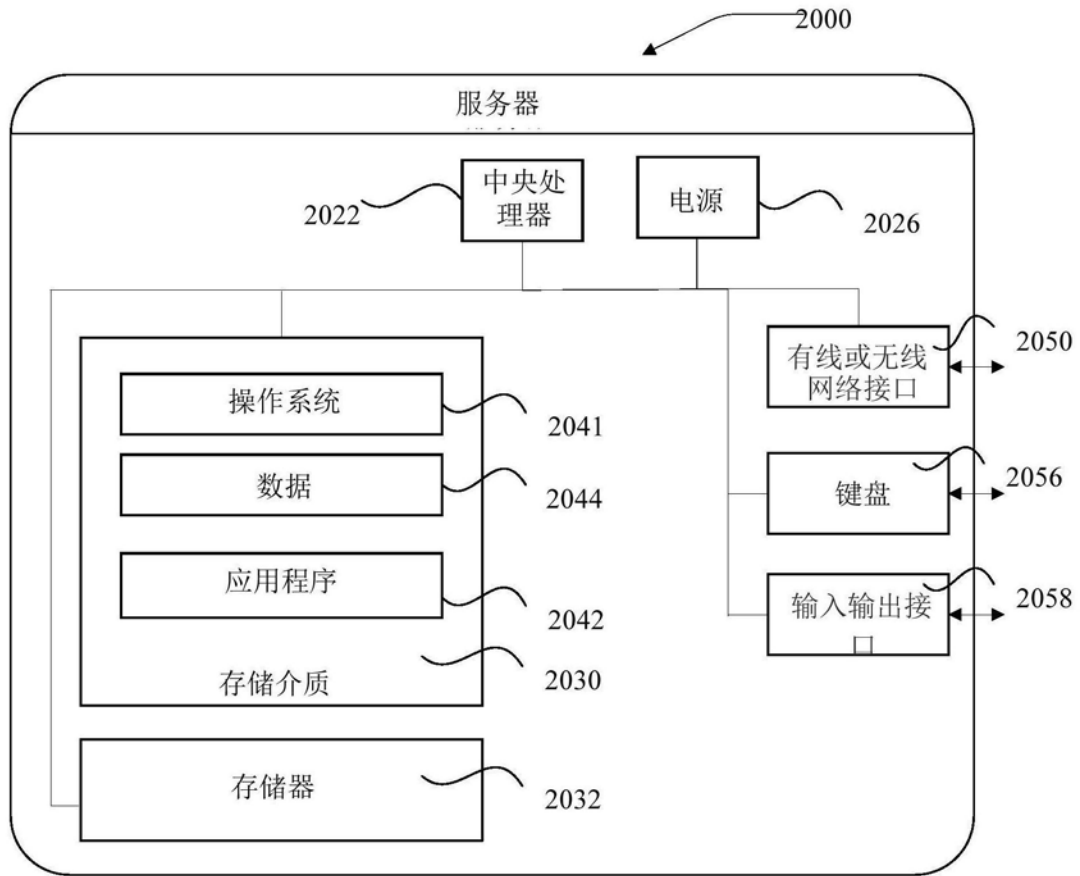 2000
服务器
中央处
理器
2022
电源
2026
有线或无线
网络接口
2050
操作系统
2041
数据
2044
键盘
2056
应用程序
2042
输入输出接
口
2058
存储介质
2030
存储器
2032